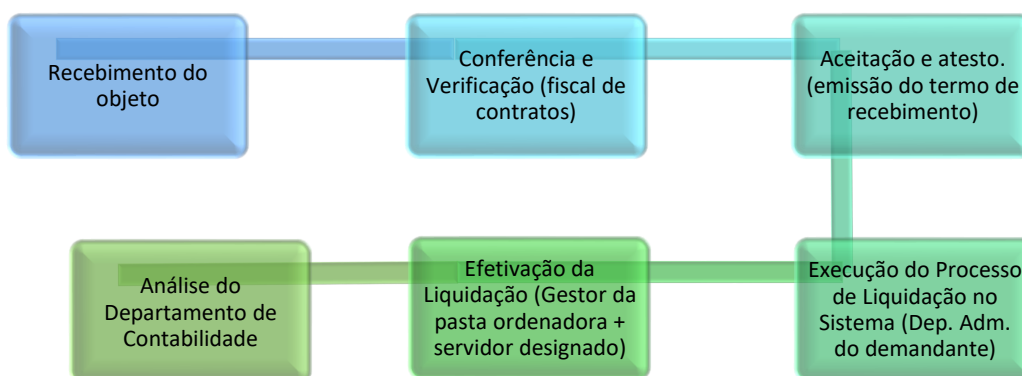 Recebimento do
objeto
Conferência e
Verificação (fiscal de
contratos)
Aceitação e atesto.
(emissão do termo de
recebimento)
Execução do Processo
de Liquidação no
Sistema (Dep. Adm.
do demandante)
Efetivação da
Liquidação (Gestor da
pasta ordenadora +
servidor designado)
Análise do
Departamento de
Contabilidade